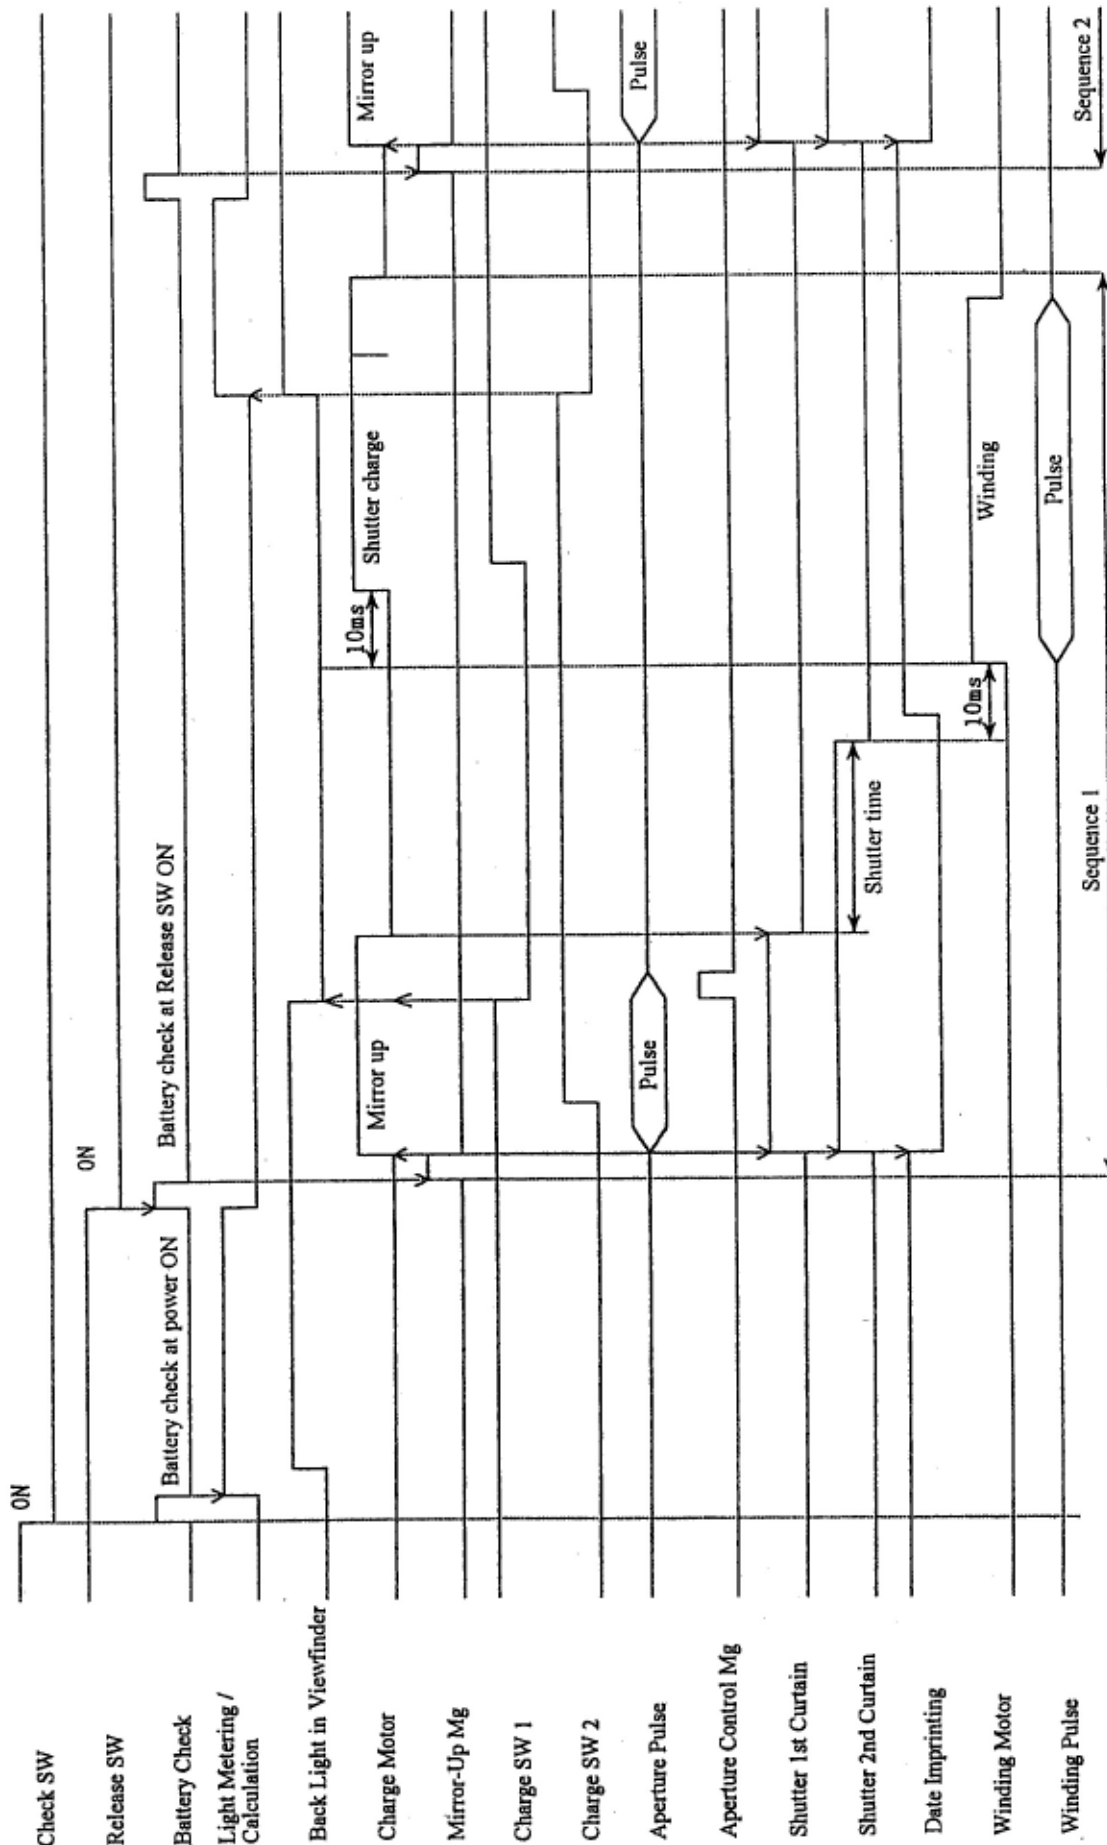 Check SW
Release SW
Battery Check
Light Metering /
Calculation
Back Light in Viewfinder
Charge Motor
Mirror-Up Mg
Charge SW 1
Charge SW 2
Aperture Pulse
Aperture Control Mg
Shutter 1st Curtain
Shutter 2nd Curtain
Date Imprinting
Winding Motor
Winding Pulse
ON
ON
Battery check at power ON
Battery check at Release SW ON
Mirror up
Shutter charge
Mirror up
10ms
Pulse
Pulse
Shutter time
10ms
Winding
Pulse
Sequence 1
Sequence 2